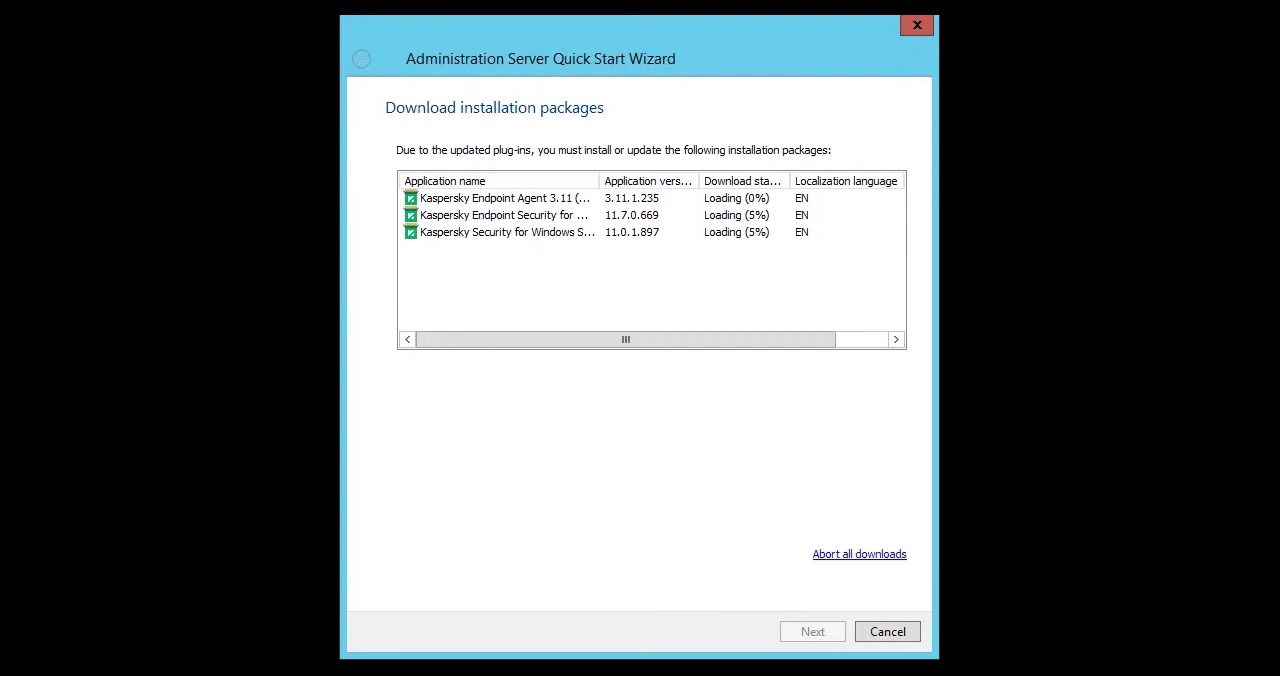 x
Administration Server Quick Start Wizard
Download installation packages
Due to the updated plug-ins, you must install or update the following installation packages:
Application name Application vers... Download sta... Localization language
Kaspersky Endpoint Agent 3.11 (... 3.11.1.235 Loading (0%) EN
Kaspersky Endpoint Security for ... 11.7.0.669 Loading (5%) EN
Kaspersky Security for Windows S... 11.0.1.897 Loading (5%) EN
Abort all downloads
Next Cancel